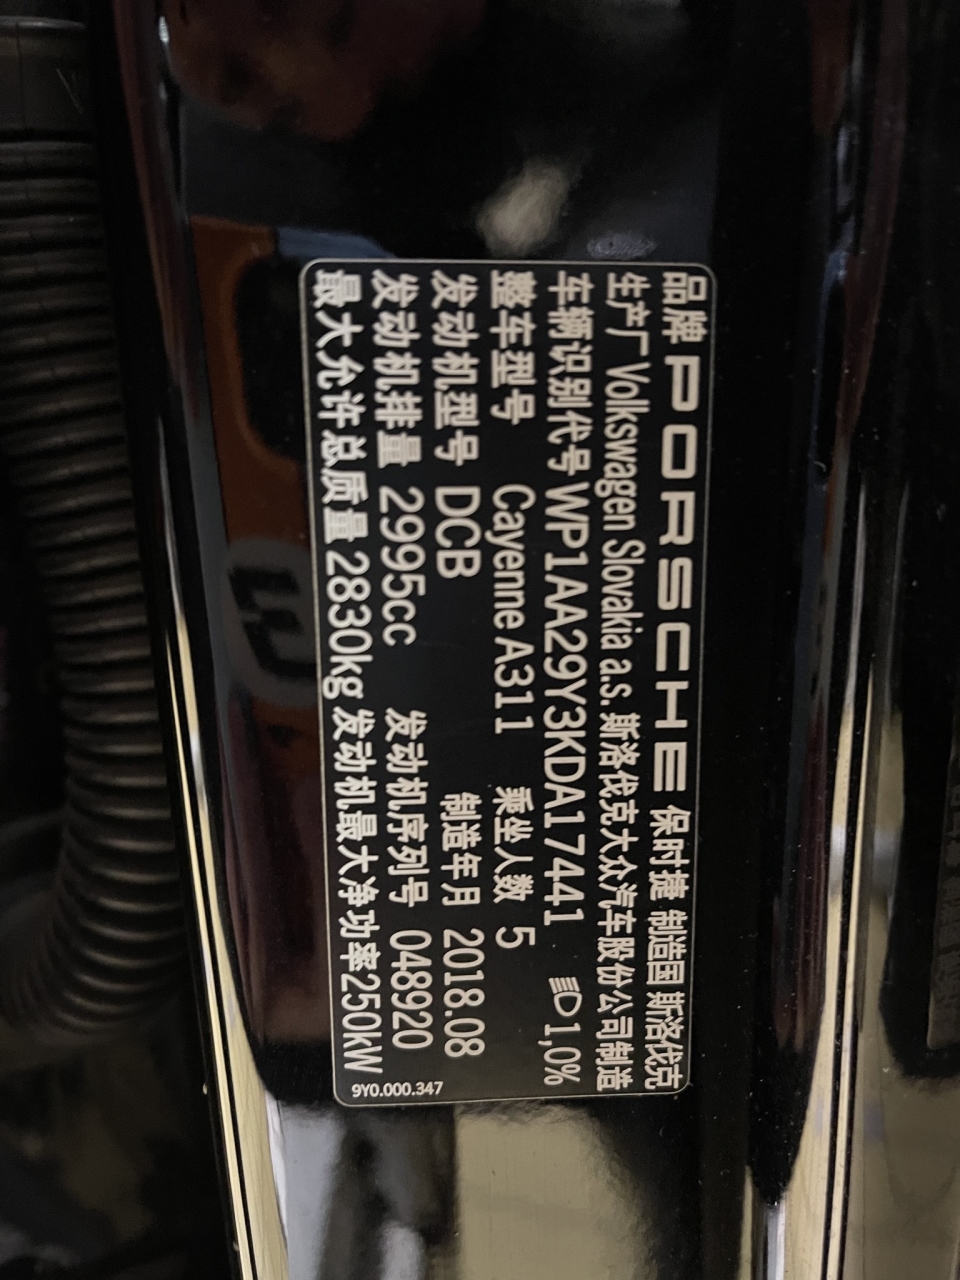 品牌 PORSCHE 保时捷 制造国 斯洛伐克
生产厂 Volkswagen Slovakia a.s. 斯洛伐克大众汽车股份公司制造
车辆识别代号 WP1AA29Y3KDA17441 1,0%
整车型号 Cayenne A311 乘坐人数 5
发动机型号 DCB 制造年月 2018.08
发动机排量 2995cc 发动机序列号 048920
最大允许总质量 2830kg 发动机最大净功率250kW
9Y0.000.347